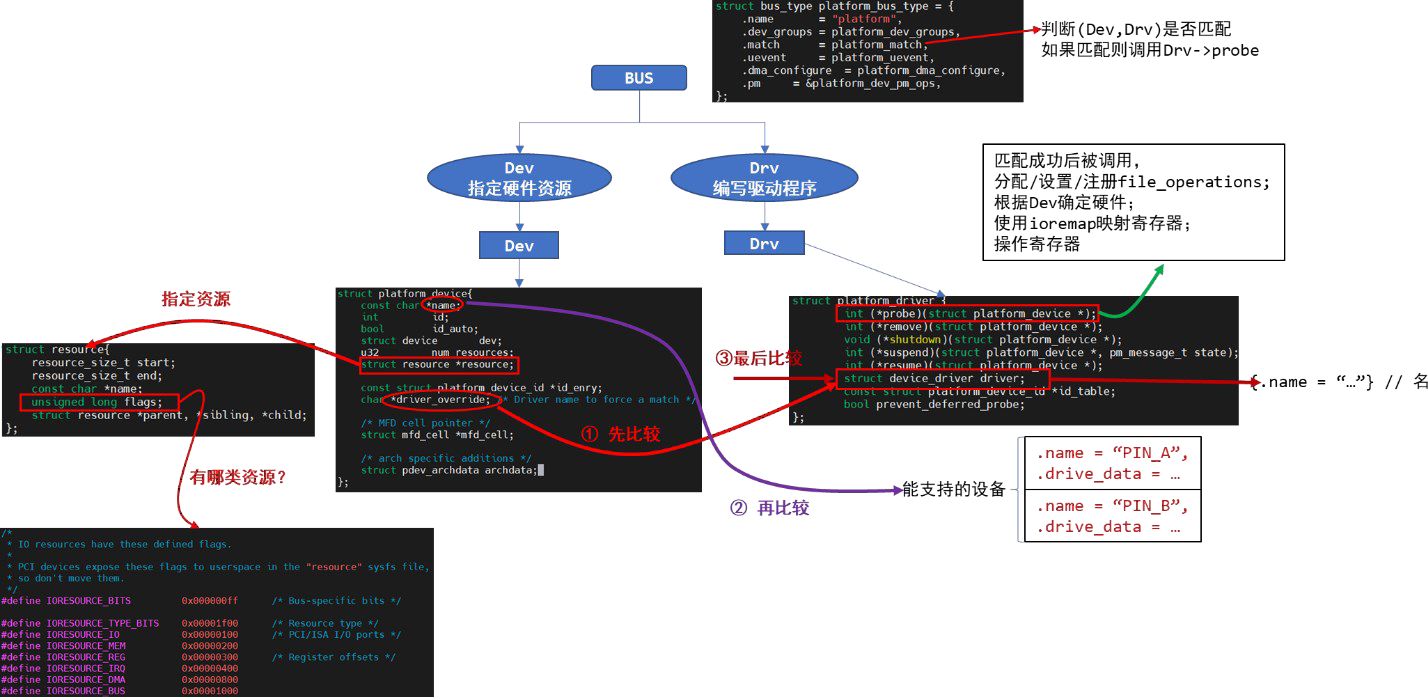 struct bus_type platform_bus_type = {
.name = "platform",
.dev_groups = platform_dev_groups,
.match = platform_match,
.uevent = platform_uevent,
.dma_configure = platform_dma_configure,
.pm = &platform_dev_pm_ops,
};
判断(Dev,Drv)是否匹配
如果匹配则调用Drv->probe
BUS
Dev
指定硬件资源
Drv
编写驱动程序
匹配成功后被调用，
分配/设置/注册file_operations;
根据Dev确定硬件；
使用ioremap映射寄存器；
操作寄存器
Dev
Drv
指定资源
struct platform_device{
const char *name;
int id;
bool id_auto;
struct device dev;
u32 num_resources;
struct resource *resource;
const struct platform_device_id *id_entry;
char *driver_override; /* Driver name to force a match */
/* MFD cell pointer */
struct mfd_cell *mfd_cell;
/* arch specific additions */
struct pdev_archdata archdata;
};
struct platform_driver {
int (*probe)(struct platform_device *);
int (*remove)(struct platform_device *);
void (*shutdown)(struct platform_device *);
int (*suspend)(struct platform_device *, pm_message_t state);
int (*resume)(struct platform_device *);
struct device_driver driver;
const struct platform_device_id *id_table;
bool prevent_deferred_probe;
};
struct resource{
resource_size_t start;
resource_size_t end;
const char *name;
unsigned long flags;
struct resource *parent, *sibling, *child;
};
③最后比较
{.name = “…”} // 名
① 先比较
② 再比较
有哪类资源?
能支持的设备
.name = “PIN_A”,
.drive_data = …
.name = “PIN_B”,
.drive_data = …
/*
* IO resources have these defined flags.
*
* PCI devices expose these flags to userspace in the "resource" sysfs file,
* so don't move them.
*/
#define IORESOURCE_BITS 0x000000ff /* Bus-specific bits */
#define IORESOURCE_TYPE_BITS 0x00001f00 /* Resource type */
#define IORESOURCE_IO 0x00000100 /* PCI/ISA I/O ports */
#define IORESOURCE_MEM 0x00000200
#define IORESOURCE_REG 0x00000300 /* Register offsets */
#define IORESOURCE_IRQ 0x00000400
#define IORESOURCE_DMA 0x00000800
#define IORESOURCE_BUS 0x00001000